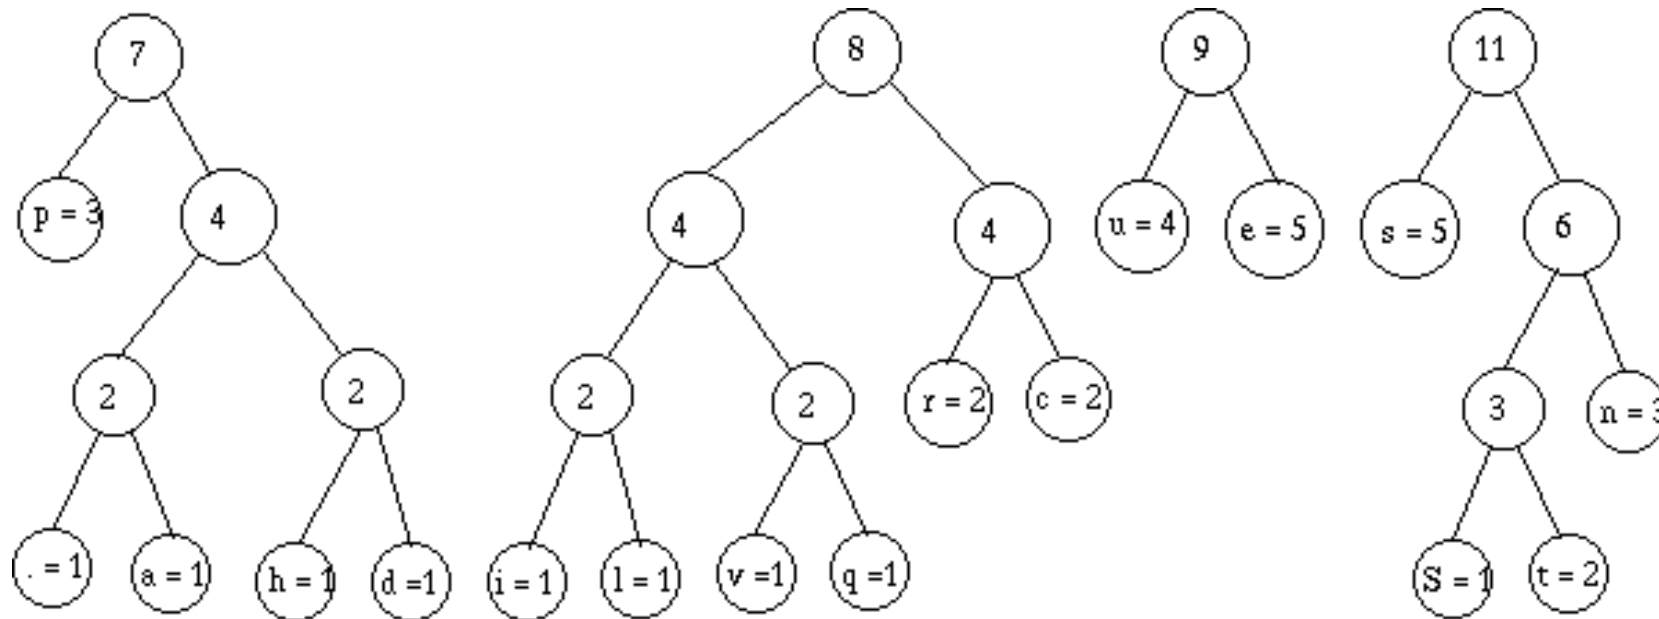 7 8 9 11
p = 3 4 4 4 u = 4 e = 5 s = 5 6
2 2 2 2 r = 2 c = 2 3 n = 3
. = 1 a = 1 h = 1 d =1 i = 1 l = 1 v =1 q =1 S = 1 t = 2